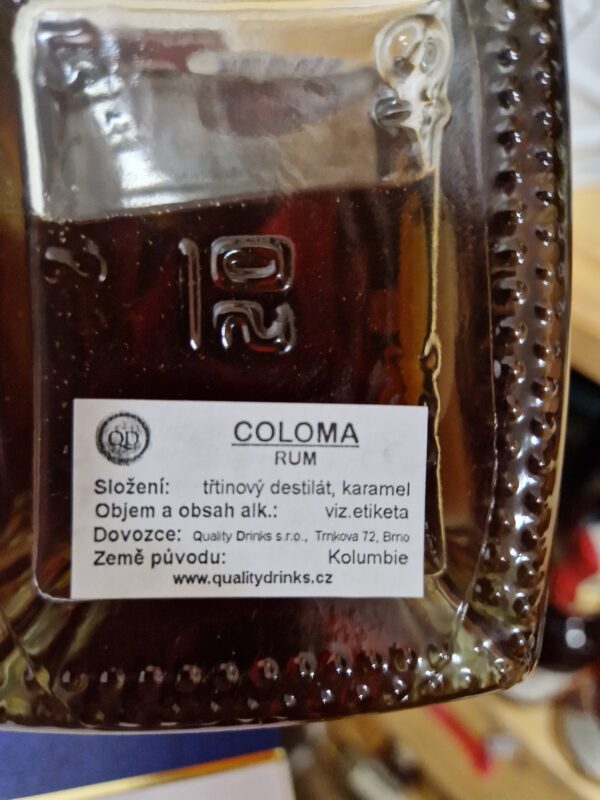 QD
COLOMA
RUM
Složení: třtinový destilát, karamel
Objem a obsah alk.: viz.etiketa
Dovozce: Quality Drinks s.r.o., Trnkova 72, Brno
Země původu: Kolumbie
www.qualitydrinks.cz